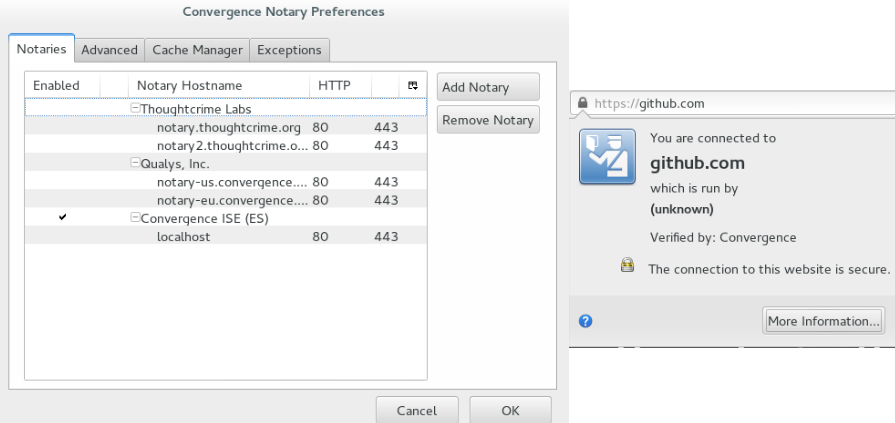 Convergence Notary Preferences
Notaries Advanced Cache Manager Exceptions
Enabled Notary Hostname HTTP
Thoughtcrime Labs
notary.thoughtcrime.org 80 443
notary2.thoughtcrime.o... 80 443
Qualys, Inc.
notary-us.convergence.... 80 443
notary-eu.convergence.... 80 443
Convergence ISE (ES)
localhost 80 443
Add Notary
Remove Notary
Cancel OK
https://github.com
You are connected to
github.com
which is run by
(unknown)
Verified by: Convergence
The connection to this website is secure.
More Information...